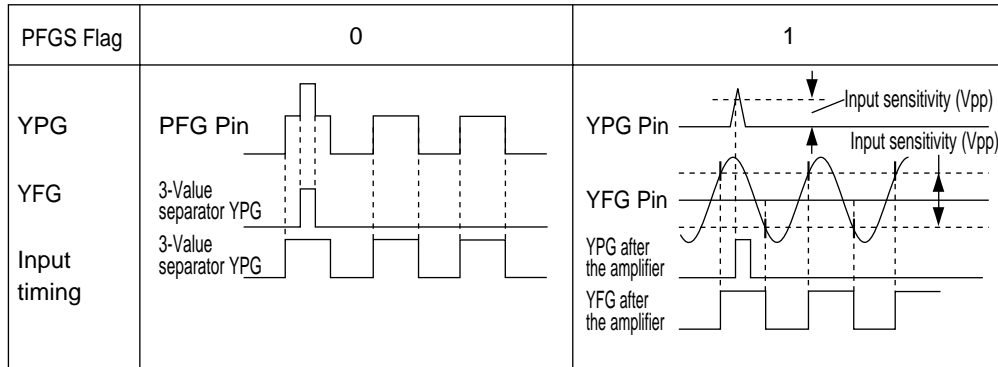 PFGS Flag
0
1
YPG
YFG
Input
timing
PFG Pin
3-Value
separator YPG
3-Value
separator YPG
YPG Pin
Input sensitivity (Vpp)
Input sensitivity (Vpp)
YFG Pin
YPG after
the amplifier
YFG after
the amplifier